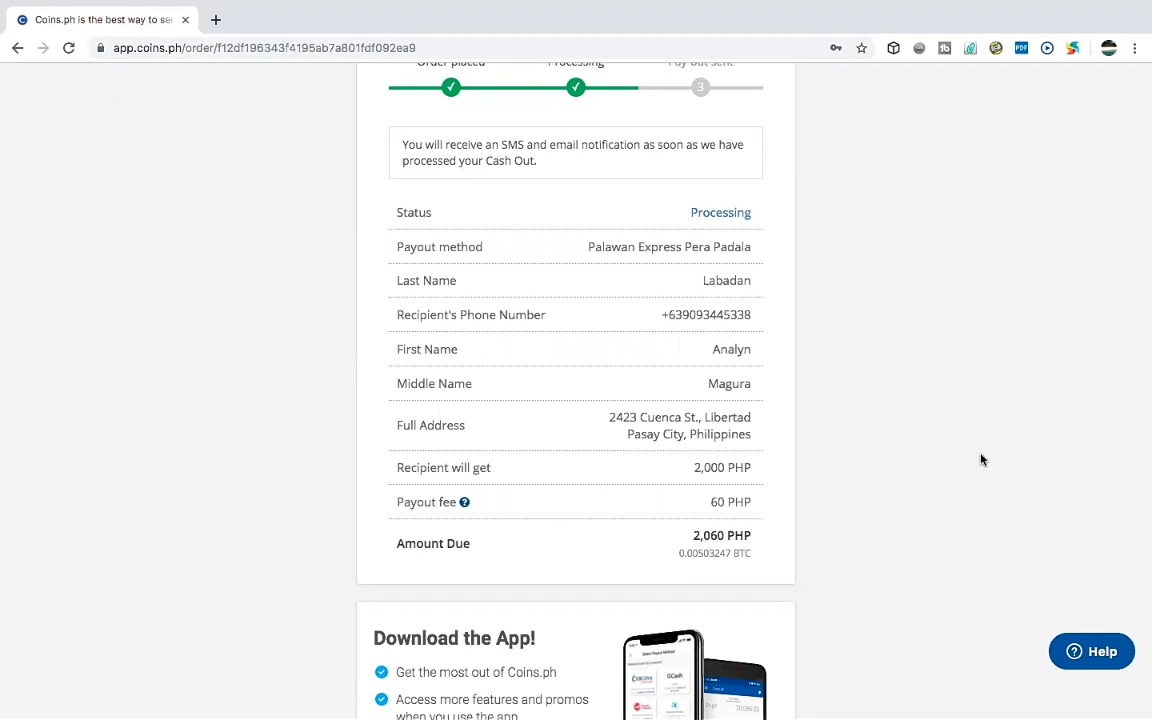 Coins.ph is the best way to ser
app.coins.ph/order/f12df196343f4195ab7a801fdf092ea9
PDF
Order placed
Processing
Pay out sent
3
You will receive an SMS and email notification as soon as we have
processed your Cash Out.
Status Processing
Payout method Palawan Express Pera Padala
Last Name Labadan
Recipient's Phone Number +639093445338
First Name Analyn
Middle Name Magura
Full Address 2423 Cuenca St., Libertad
Pasay City, Philippines
Recipient will get 2,000 PHP
Payout fee ? 60 PHP
Amount Due 2,060 PHP
0.00503247 BTC
Download the App!
Get the most out of Coins.ph
Access more features and promos
when you use the app
GCash
? Help